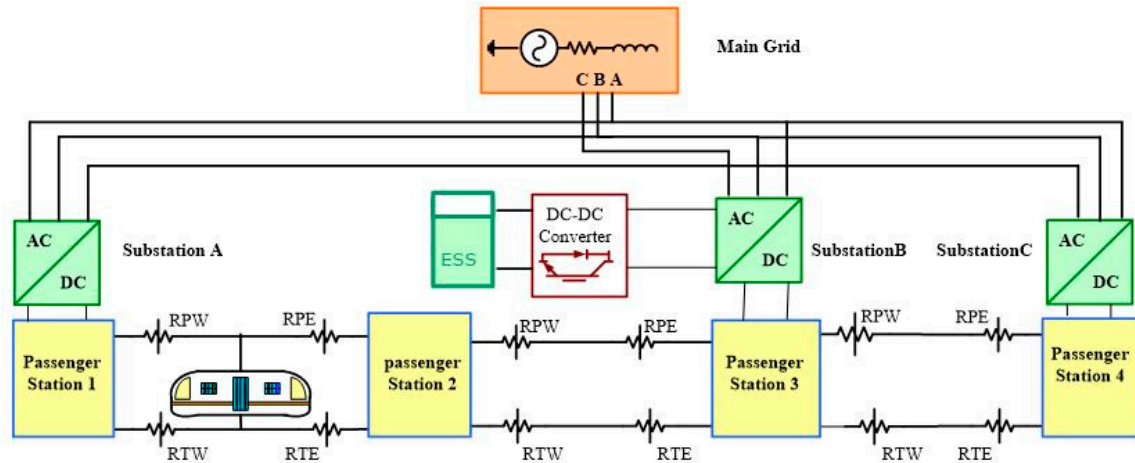 Main Grid
C B A
AC
DC
Substation A
ESS
DC-DC
Converter
AC
DC
SubstationB
SubstationC
AC
DC
Passenger
Station 1
RPW
RPE
RTW
RTE
passenger
Station 2
RPW
RPE
RTW
RTE
Passenger
Station 3
RPW
RPE
RTW
RTE
Passenger
Station 4